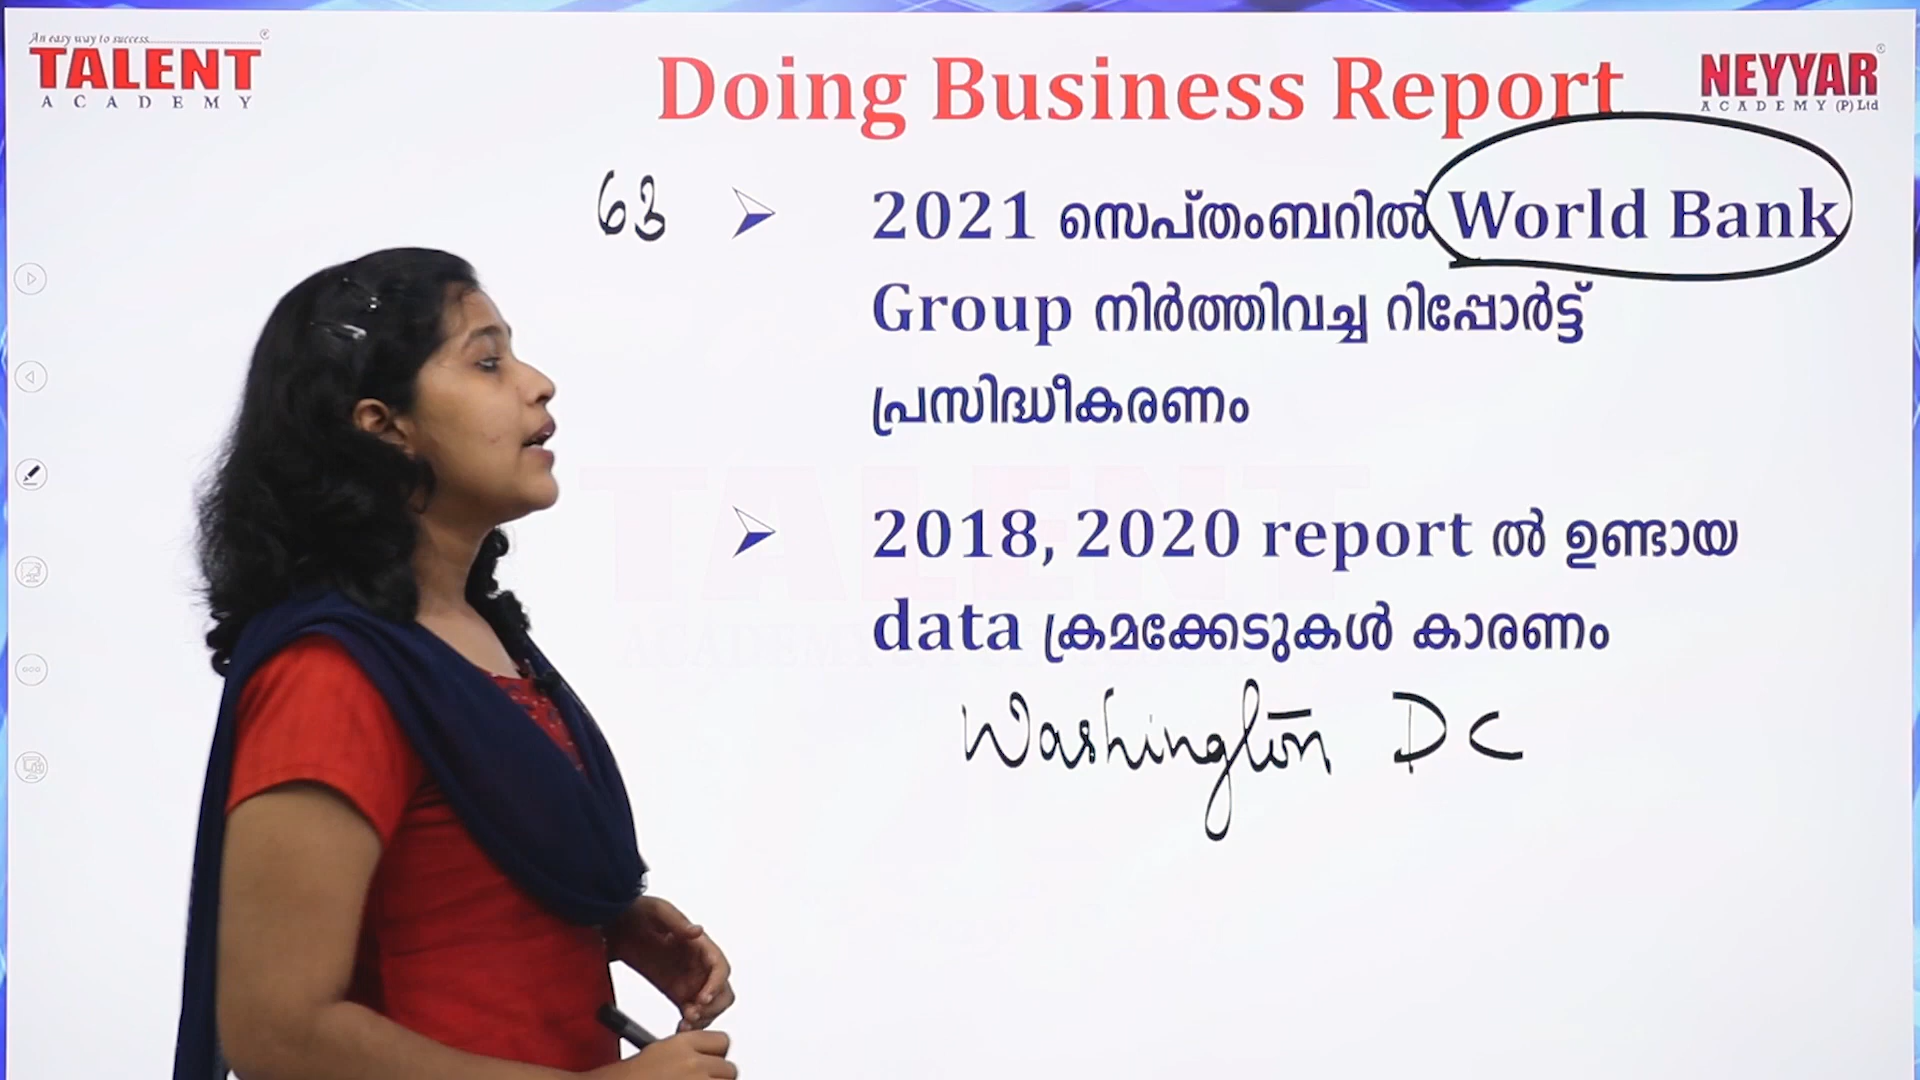 An easy way to success
TALENT
ACADEMY
Doing Business Report
NEYYAR
ACADEMY (P) Ltd
63
2021 സെപ്തംബറിൽ World Bank
Group നിർത്തിവച്ച റിപ്പോർട്ട്
പ്രസിദ്ധീകരണം
TALENT
2018, 2020 report ൽ ഉണ്ടായ
data ക്രമക്കേടുകൾ കാരണം
Washington DC